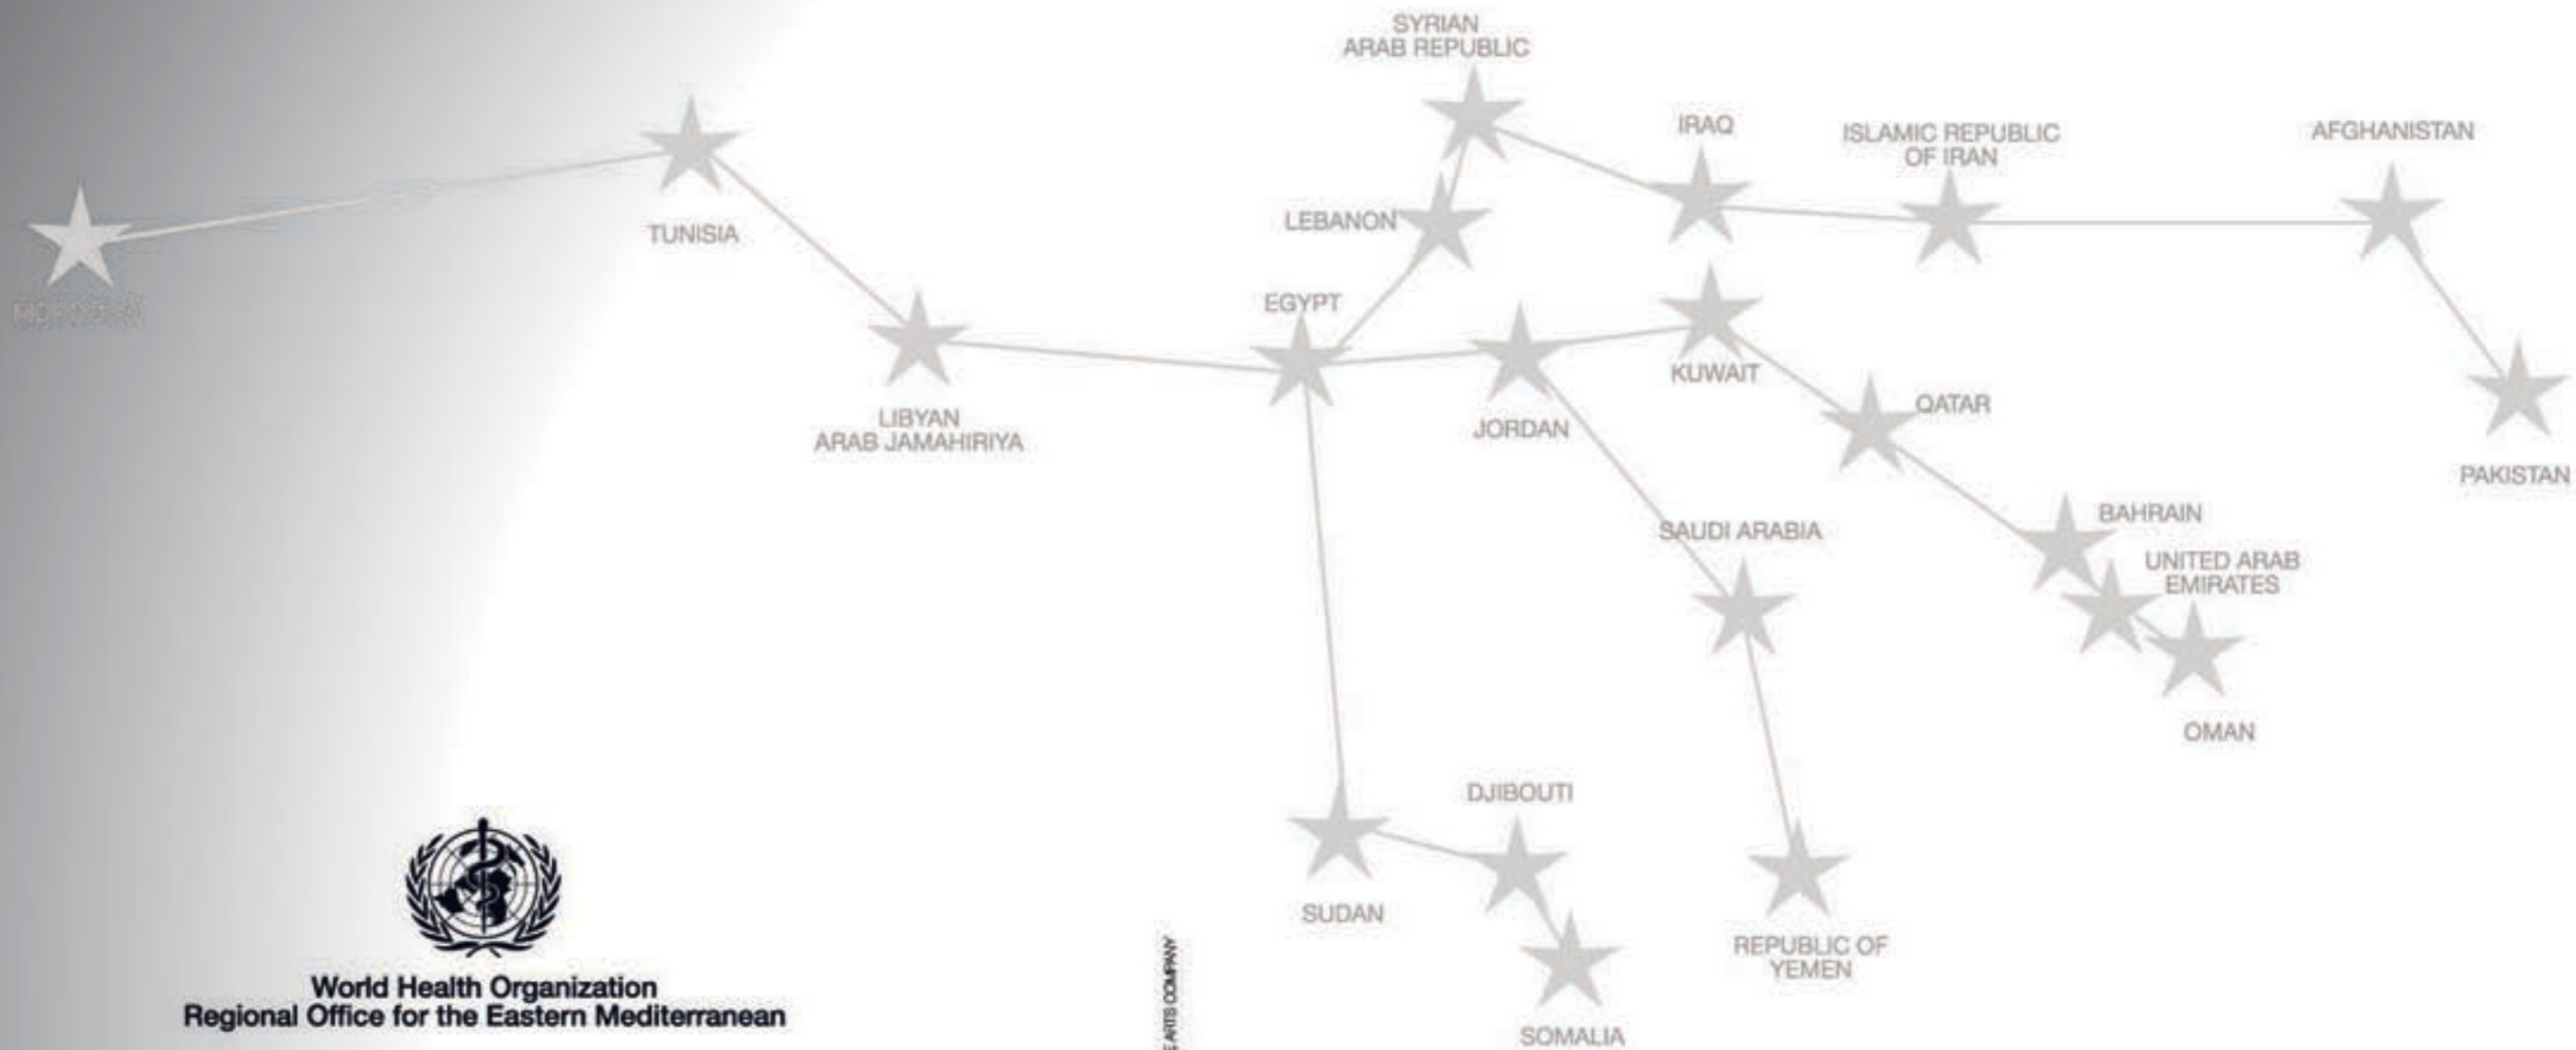 SYRIAN
ARAB REPUBLIC
IRAQ
ISLAMIC REPUBLIC
OF IRAN
AFGHANISTAN
LEBANON
TUNISIA
EGYPT
KUWAIT
QATAR
LIBYAN
ARAB JAMAHIRIYA
JORDAN
PAKISTAN
SAUDI ARABIA
BAHRAIN
UNITED ARAB
EMIRATES
OMAN
DJIBOUTI
SUDAN
REPUBLIC OF
YEMEN
SOMALIA
World Health Organization
Regional Office for the Eastern Mediterranean
ARTS COMPANY